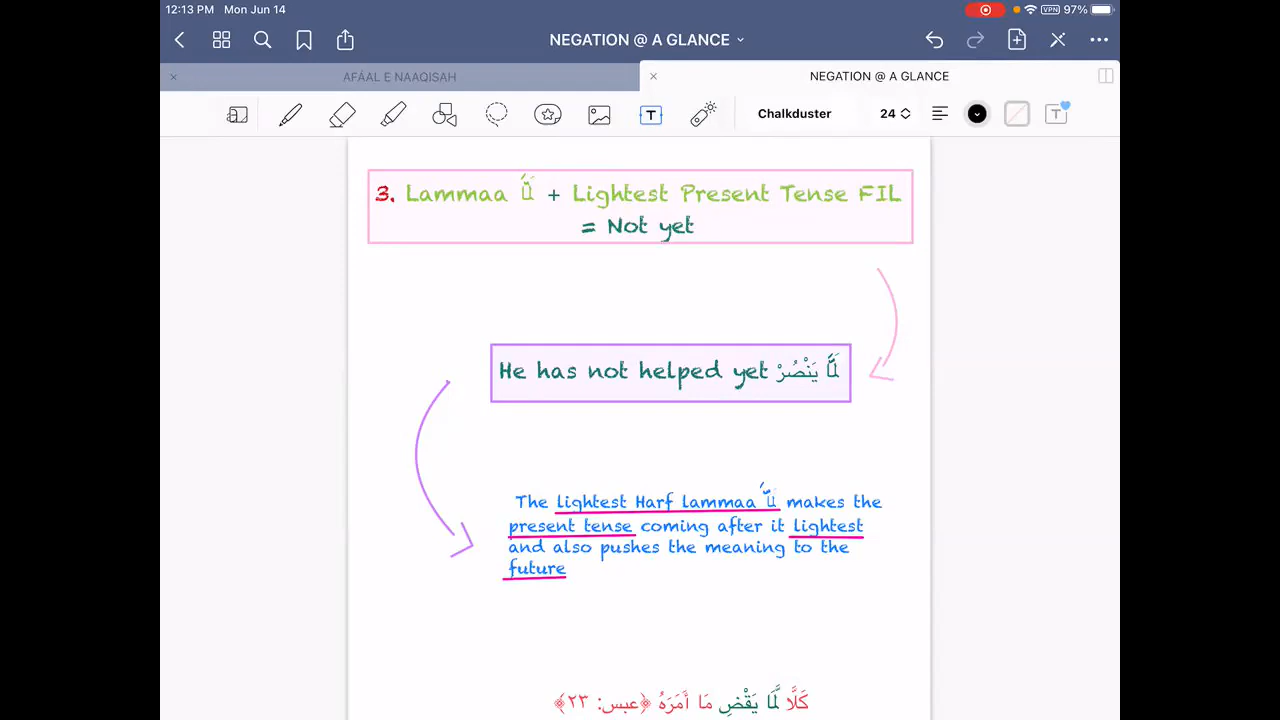 12:13 PM Mon Jun 14 VPN 97%
NEGATION @ A GLANCE
AFÁAL E NAAQISAH
NEGATION @ A GLANCE
T Chalkduster 24 T
3. Lammaa لَمَّا + Lightest Present Tense FIL
= Not yet
He has not helped yet لَمَّا يَنْصُرْ
The lightest Harf lammaa لَمَّا makes the
present tense coming after it lightest
and also pushes the meaning to the
future
كَلَّا لَمَّا يَقْضِ مَا أَمَرَهُ ﴿عبس: ٢٣﴾